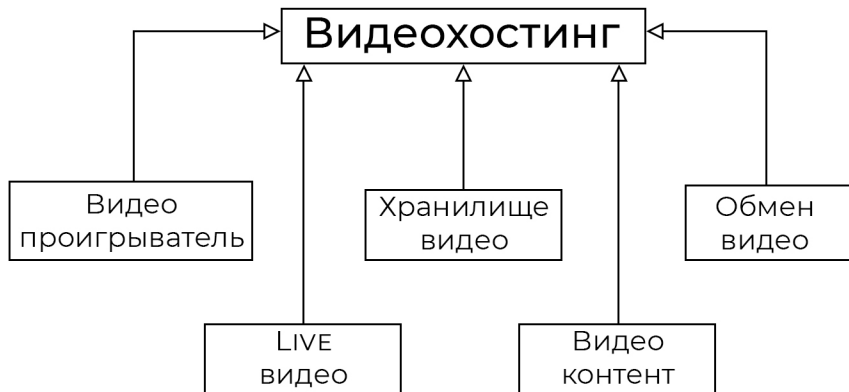 Видеохостинг
Видео
проигрыватель
Хранилище
видео
Обмен
видео
LIVE
видео
Видео
контент